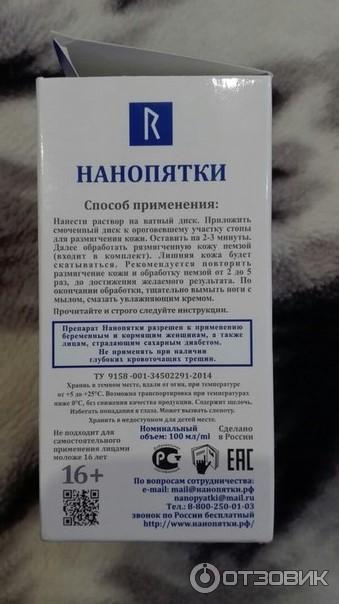 R
НАНОПЯТКИ
Способ применения:
Нанести раствор на ватный диск. Приложить
смоченный диск к ороговевшему участку стопы
для размягчения кожи. Оставить на 2-3 минуты.
Далее обработать размягченную кожу пемзой
(входит в комплект). Лишняя кожа будет
скатываться. Рекомендуется повторить
размягчение кожи и обработку пемзой от 2 до 5
раз, до достижения желаемого результата. По
окончании обработки, тщательно вымыть ноги с
мылом, смазать увлажняющим кремом.
Прочитайте и строго следуйте инструкции.
Препарат Нанопятки разрешен к применению
беременным и кормящим женщинам, а также
лицам, страдающим сахарным диабетом.
Не применять при наличии
глубоких кровоточащих трещин.
ТУ 9158 -001-34502291-2014
Хранить в темном месте, вдали от огня, при температуре
от +5 до +25°С. Возможна транспортировка при температуре
ниже 0°С, без снижения качества продукции. Содержит щелочь.
Избегать попадания в глаза. Может вызвать слепоту.
Хранить в недоступном для детей месте.
Не подходит для
самостоятельного
применения лицами
моложе 16 лет
16+
Номинальный
объем: 100 мл/ml
Сделано
в России
РС
EAC
По вопросам сотрудничества:
e-mail: mail@нанопятки.рф
nanopyatki@mail.ru
Тел.: 8-800-250-01-03
звонок по России бесплатный
http://www.нанопятки.рф/
ОТЗОВИК